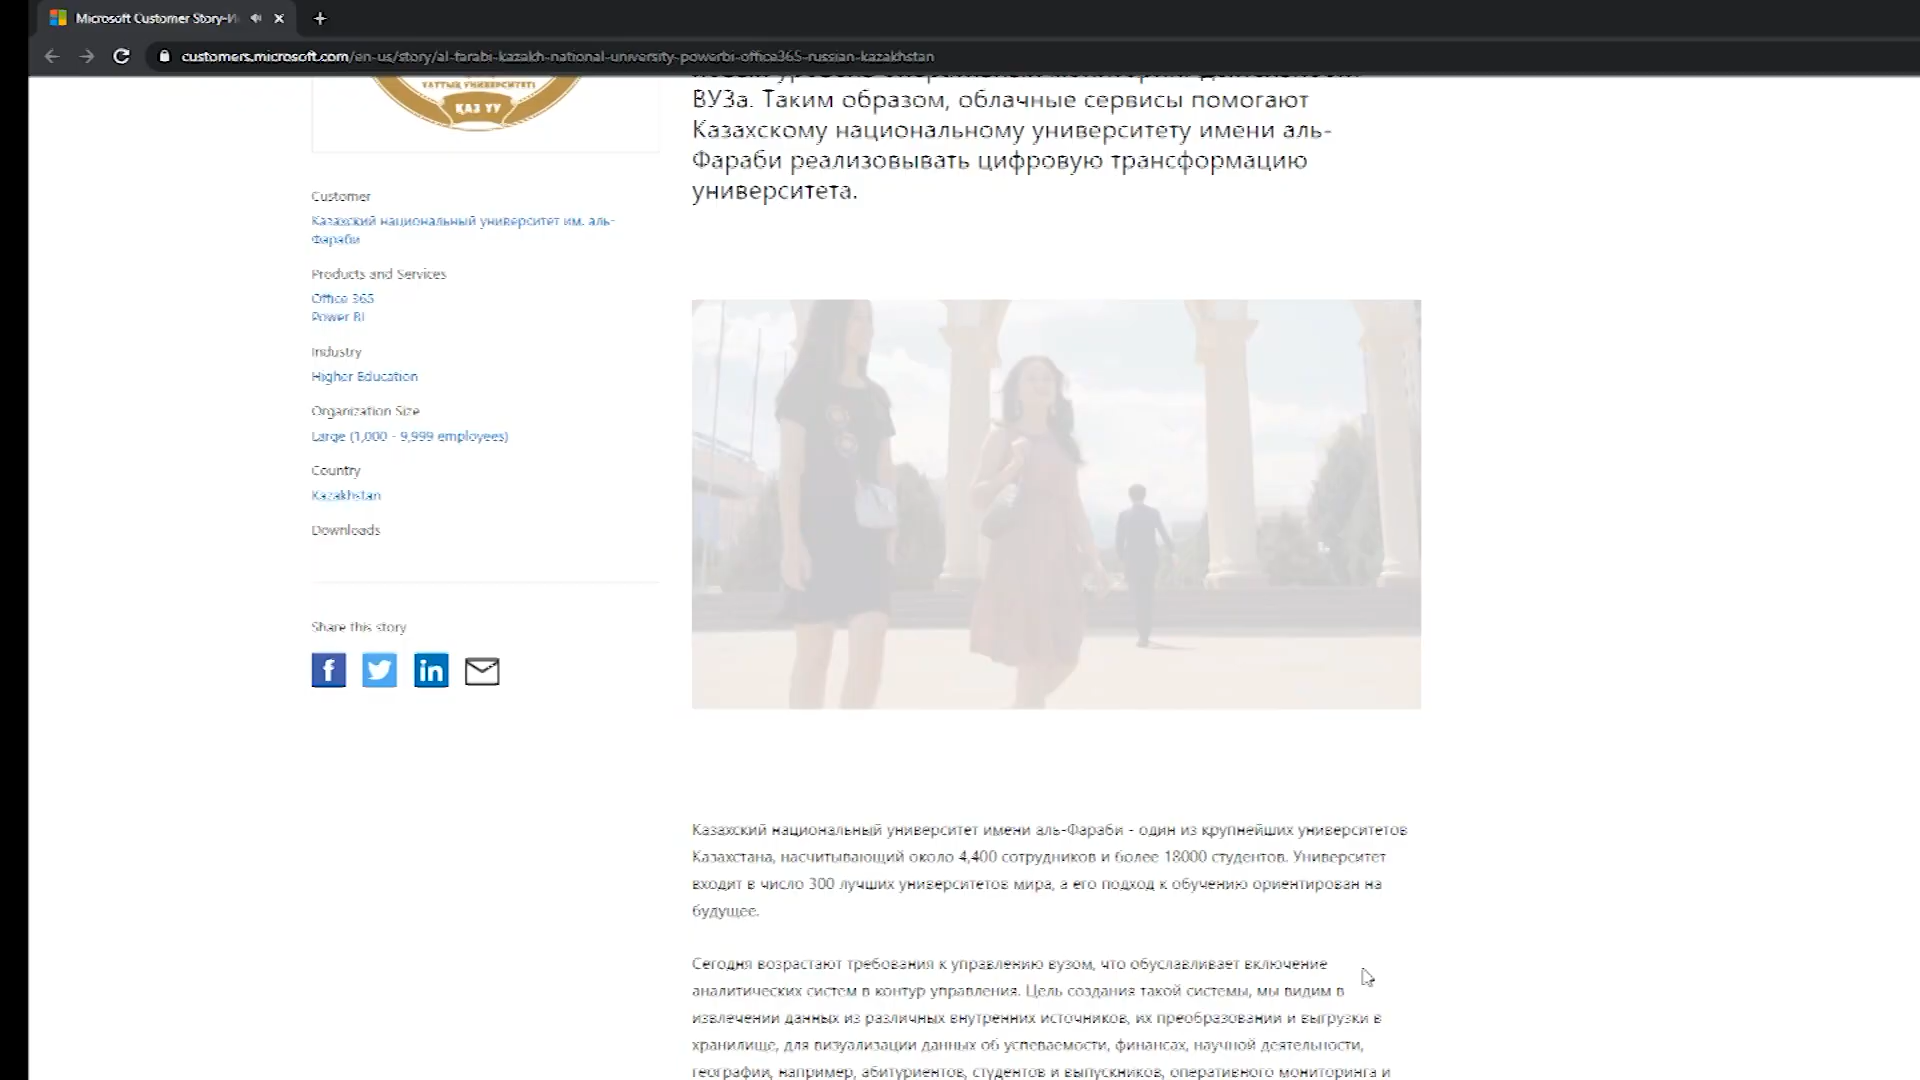 Microsoft Customer Story-И
customers.microsoft.com/en-us/story/al-farabi-kazakh-national-university-powerbi-office365-russian-kazakhstan
ҰЛТТЫҚ УНИВЕРСИТЕТІ
ҚАЗ ҰУ
ВУЗа. Таким образом, облачные сервисы помогают
Казахскому национальному университету имени аль-
Фараби реализовывать цифровую трансформацию
университета.
Customer
Казахский национальный университет им. аль-
Фараби
Products and Services
Office 365
Power BI
Industry
Higher Education
Organization Size
Large (1,000 - 9,999 employees)
Country
Kazakhstan
Downloads
Share this story
Казахский национальный университет имени аль-Фараби - один из крупнейших университетов
Казахстана, насчитывающий около 4,400 сотрудников и более 18000 студентов. Университет
входит в число 300 лучших университетов мира, а его подход к обучению ориентирован на
будущее.
Сегодня возрастают требования к управлению вузом, что обуславливает включение
аналитических систем в контур управления. Цель создания такой системы, мы видим в
извлечении данных из различных внутренних источников, их преобразовании и выгрузки в
хранилище, для визуализации данных об успеваемости, финансах, научной деятельности,
географии, например, абитуриентов, студентов и выпускников, оперативного мониторинга и